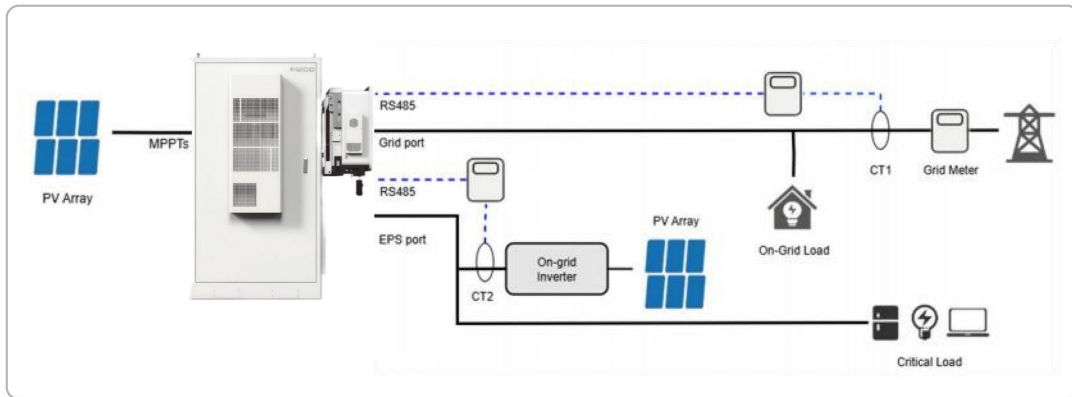 RS485
MPPTs
Grid port
CT1
Grid Meter
PV Array
RS485
EPS port
PV Array
On-Grid Load
On-grid
Inverter
CT2
Critical Load